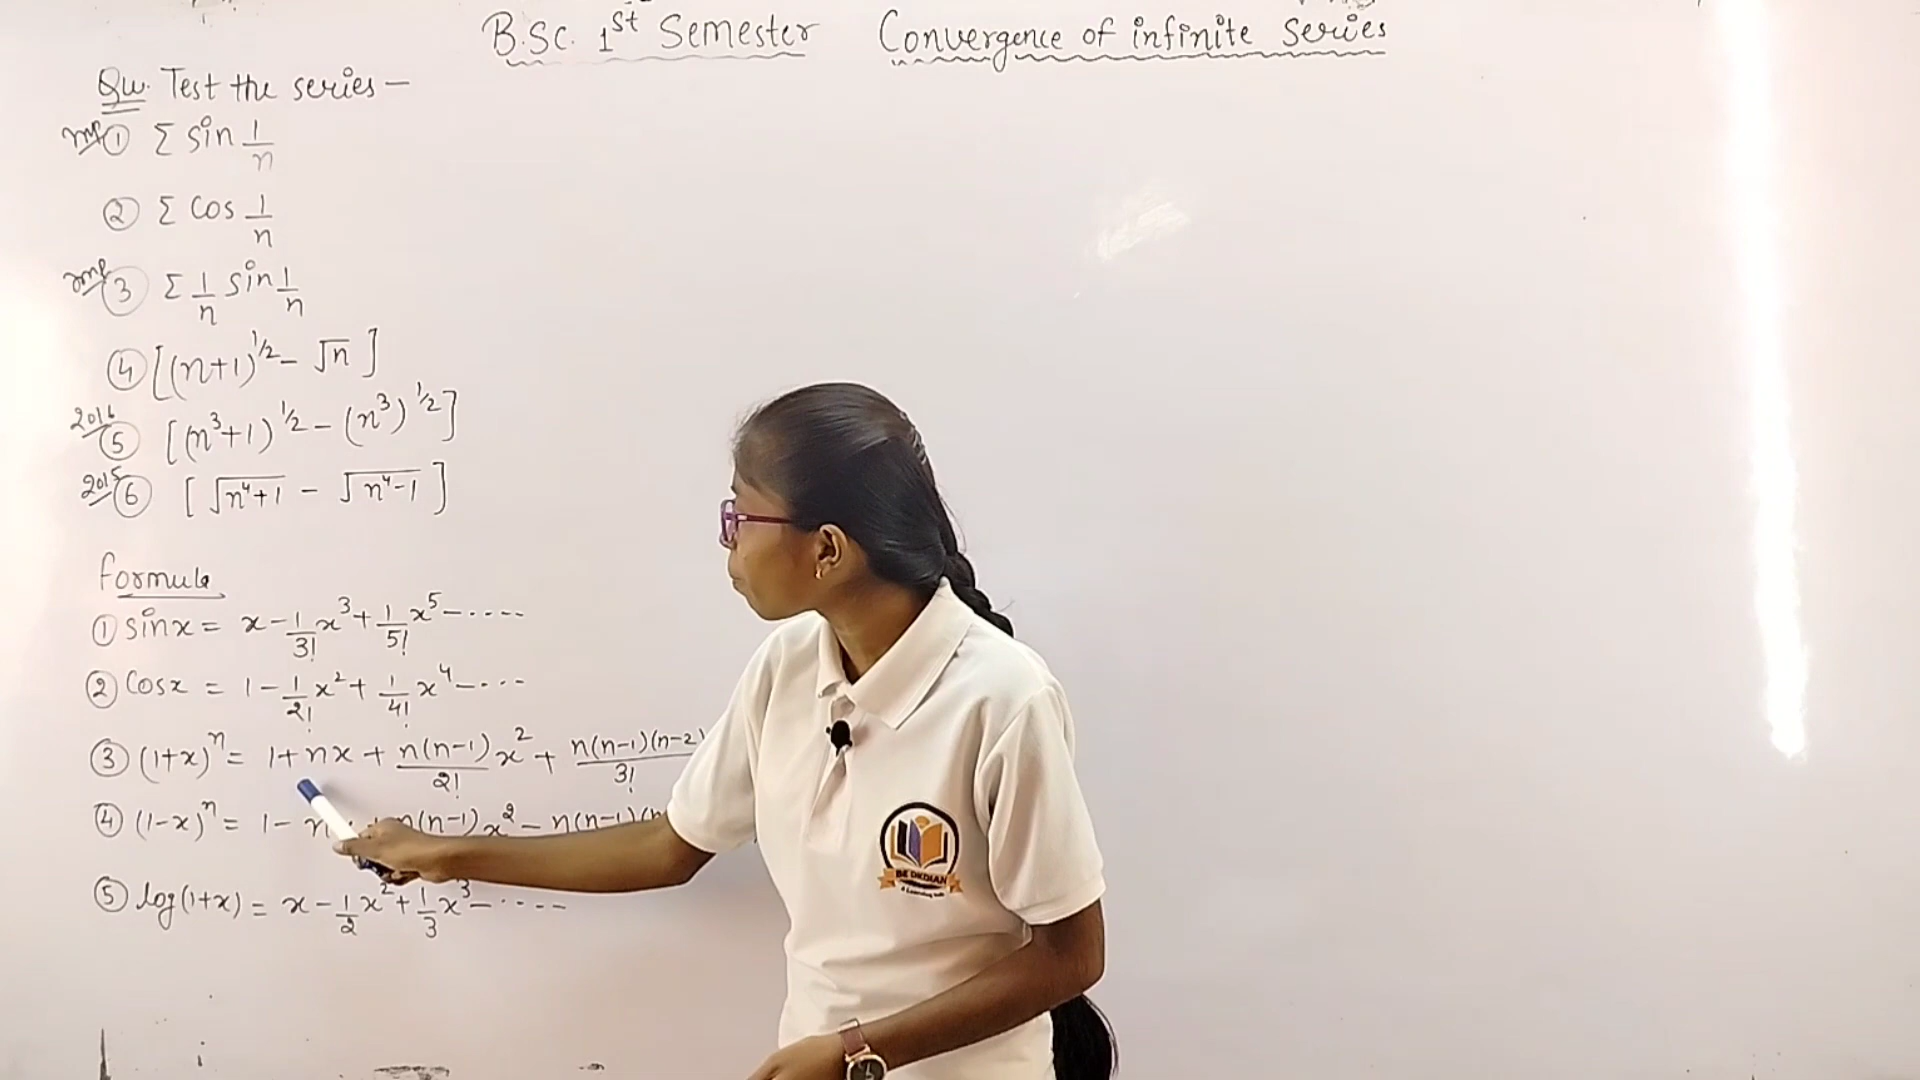 B.Sc. 1st Semester Convergence of infinite Series
Qu. Test the series —
Imp ① Σ sin 1/n
② Σ cos 1/n
Imp ③ Σ 1/n sin 1/n
④ [(n+1)^1/2 - √n ]
2016 ⑤ [(n³+1)^1/2 - (n³)^1/2]
2015 ⑥ [ √n⁴+1 - √n⁴-1 ]
formula
① sinx = x - 1/3! x³ + 1/5! x⁵ - ....
② cosx = 1 - 1/2! x² + 1/4! x⁴ - ....
③ (1+x)ⁿ = 1 + nx + n(n-1)/2! x² + n(n-1)(n-2)/3!
④ (1-x)ⁿ = 1 - n n(n-1) x² - n(n-1)(
⑤ log(1+x) = x - 1/2 x² + 1/3 x³ - ....
BE DKDIAN